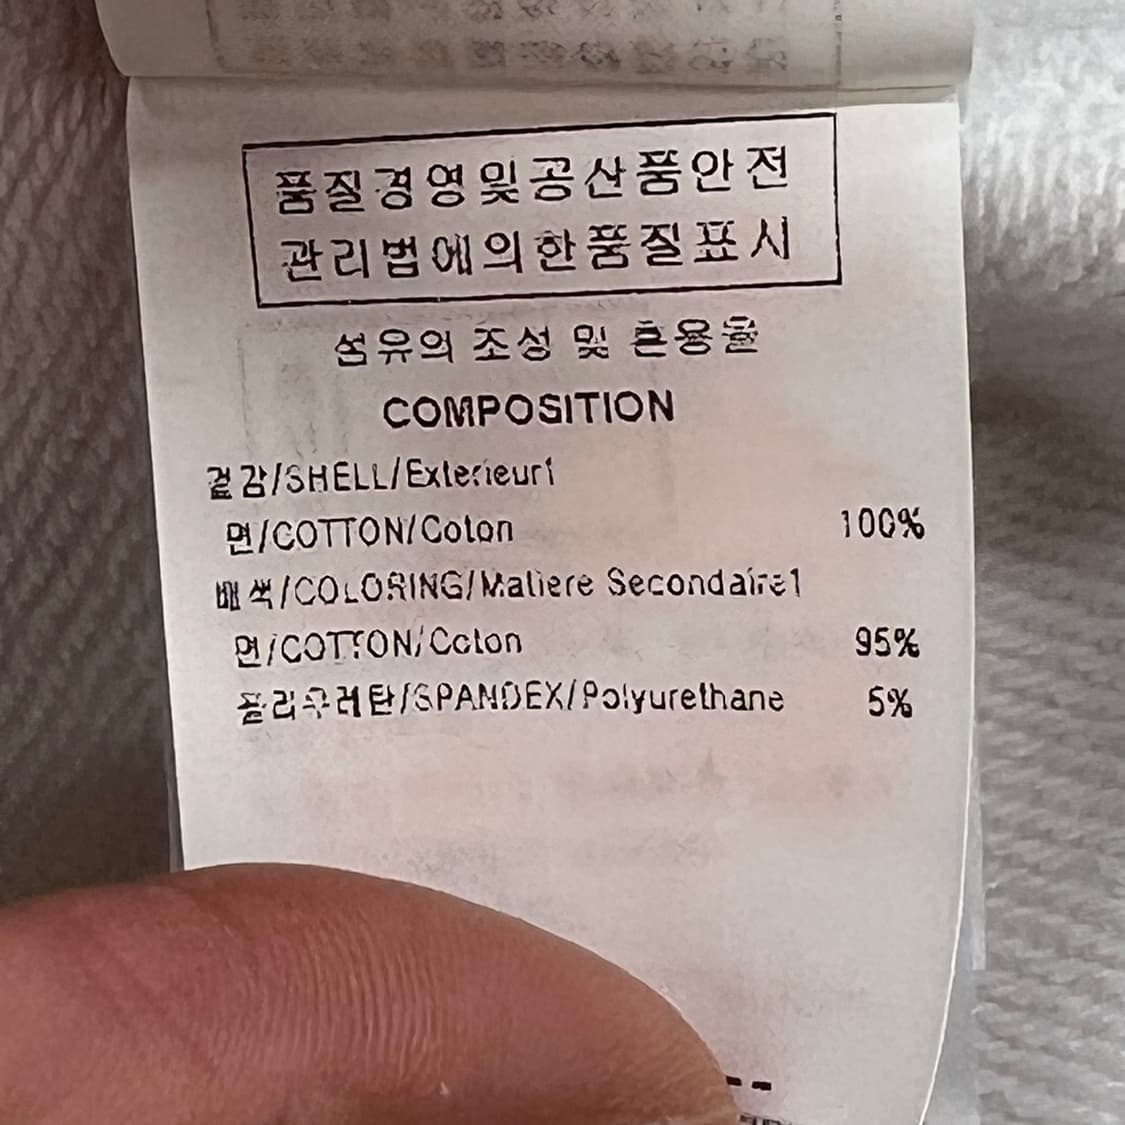 품질경영및공산품안전
관리법에의한품질표시
섬유의 조성 및 혼용율
COMPOSITION
겉감/SHELL/Exterieur1
면/COTTON/Coton 100%
배색/COLORING/Matiere Secondaire1
면/COTTON/Coton 95%
폴리우레탄/SPANDEX/Polyurethane 5%
--